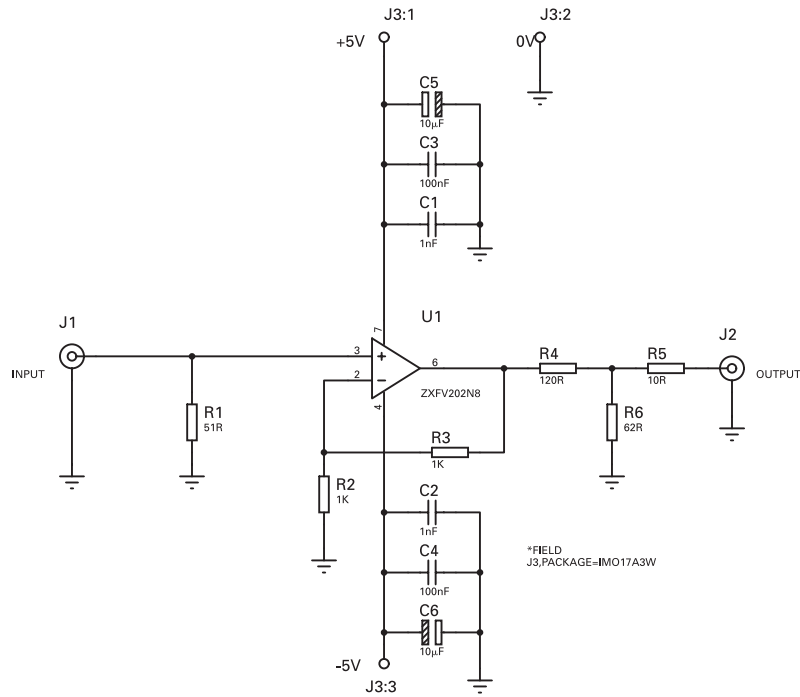 J3:1
J3:2
+5V
0V
C5
10µF
C3
100nF
C1
1nF
J1
U1
J2
INPUT
7
3
+
2
−
6
4
ZXFV202N8
R4
120R
R5
10R
OUTPUT
R1
51R
R6
62R
R3
1K
R2
1K
C2
1nF
C4
100nF
C6
10µF
*FIELD
J3,PACKAGE=IMO17A3W
-5V
J3:3